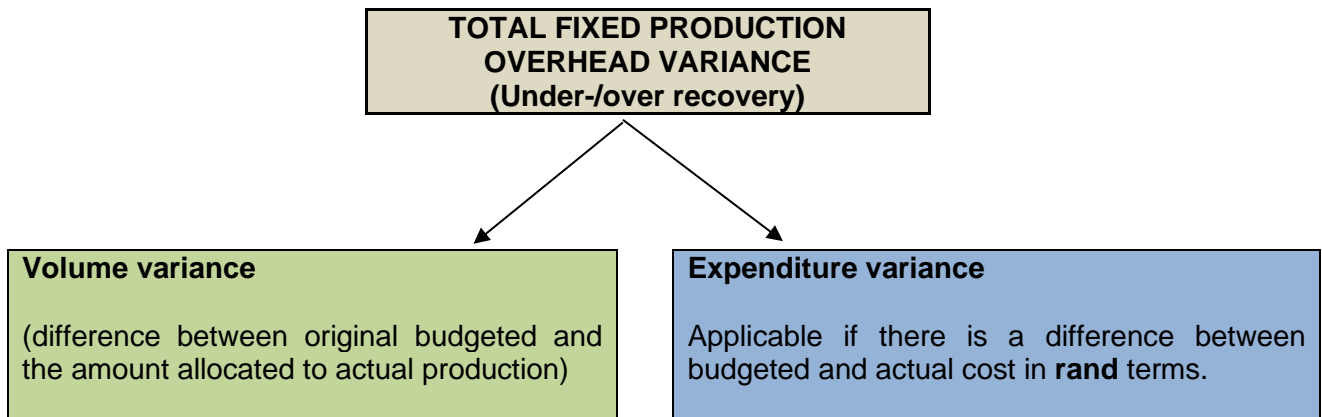 TOTAL FIXED PRODUCTION
OVERHEAD VARIANCE
(Under-/over recovery)
Volume variance
(difference between original budgeted and
the amount allocated to actual production)
Expenditure variance
Applicable if there is a difference between
budgeted and actual cost in rand terms.